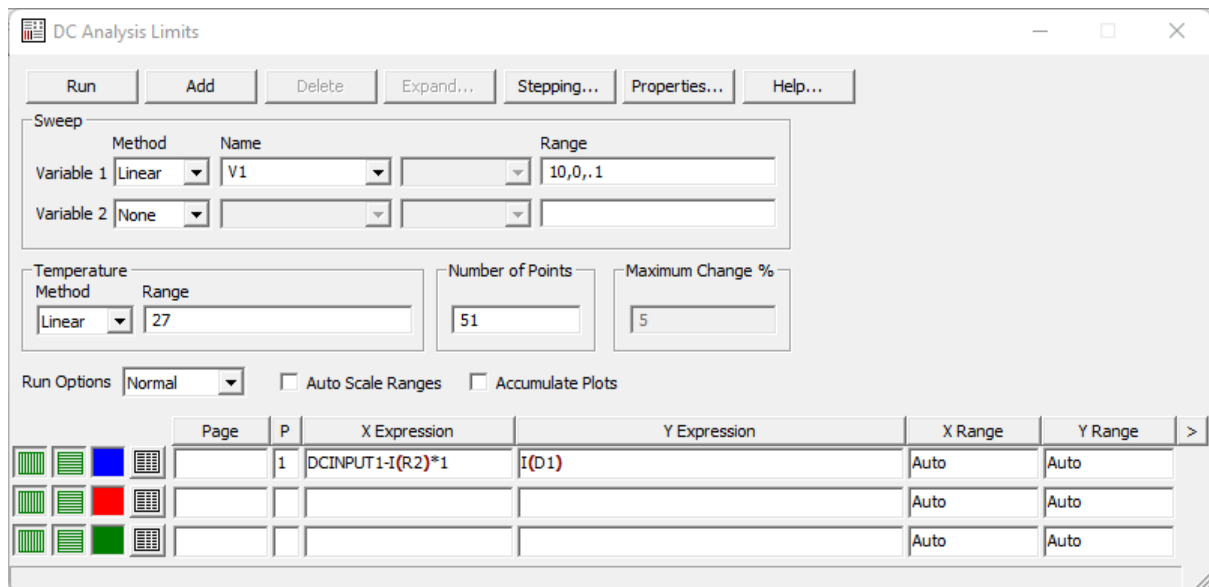 DC Analysis Limits
Run Add Delete Expand... Stepping... Properties... Help...
Sweep
Method Name Range
Variable 1 Linear V1 10,0,.1
Variable 2 None
Temperature Number of Points Maximum Change %
Method Range
Linear 27 51 5
Run Options Normal Auto Scale Ranges Accumulate Plots
Page P X Expression Y Expression X Range Y Range >
1 DCINPUT1-I(R2)*1 I(D1) Auto Auto
Auto Auto
Auto Auto